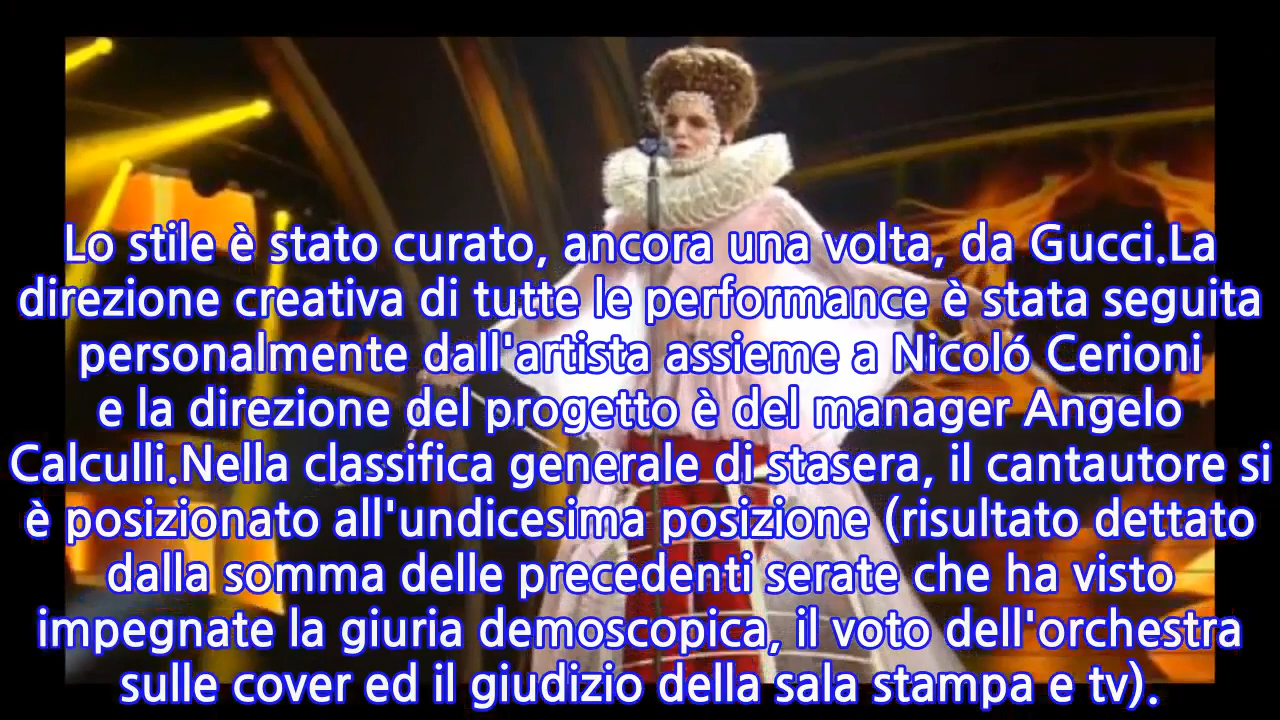 Lo stile è stato curato, ancora una volta, da Gucci.La
direzione creativa di tutte le performance è stata seguita
personalmente dall'artista assieme a Nicoló Cerioni
e la direzione del progetto è del manager Angelo
Calculli.Nella classifica generale di stasera, il cantautore si
è posizionato all'undicesima posizione (risultato dettato
dalla somma delle precedenti serate che ha visto
impegnate la giuria demoscopica, il voto dell'orchestra
sulle cover ed il giudizio della sala stampa e tv).